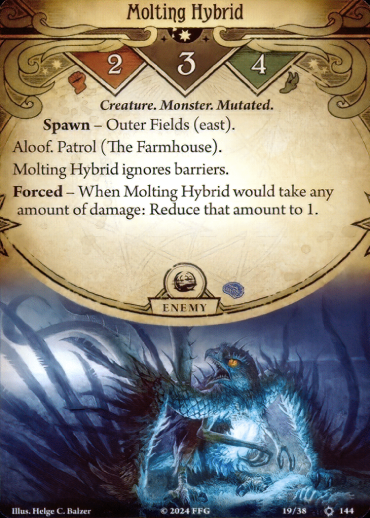 Molting Hybrid
2 3 4
Creature. Monster. Mutated.
Spawn – Outer Fields (east).
Aloof. Patrol (The Farmhouse).
Molting Hybrid ignores barriers.
Forced – When Molting Hybrid would take any
amount of damage: Reduce that amount to 1.
ENEMY
Illus. Helge C. Balzer © 2024 FFG 19/38 144